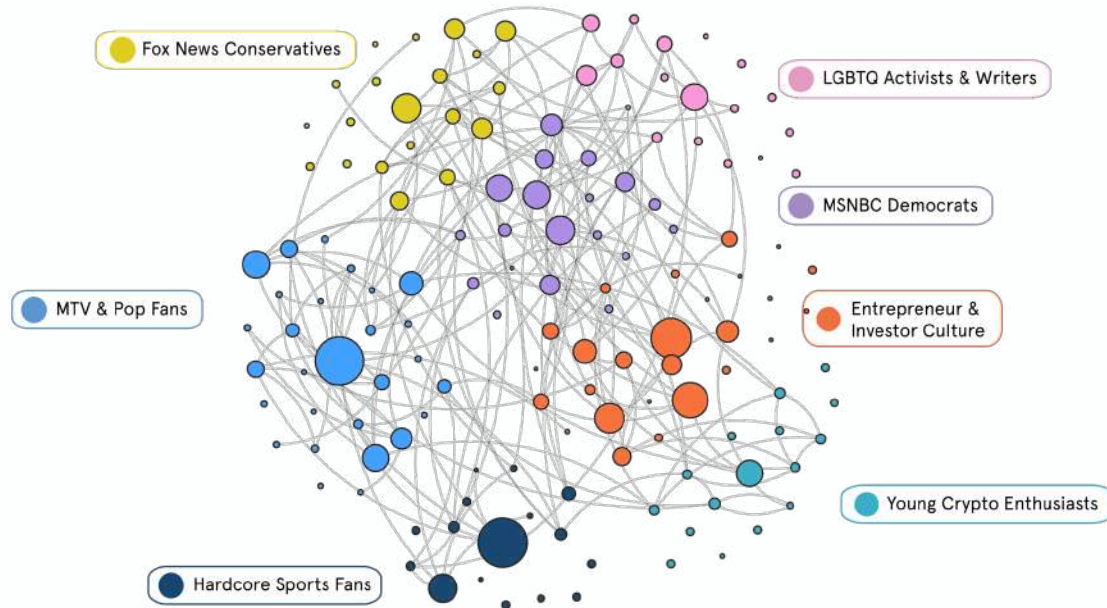 Fox News Conservatives
LGBTQ Activists & Writers
MSNBC Democrats
MTV & Pop Fans
Entrepreneur &
Investor Culture
Young Crypto Enthusiasts
Hardcore Sports Fans